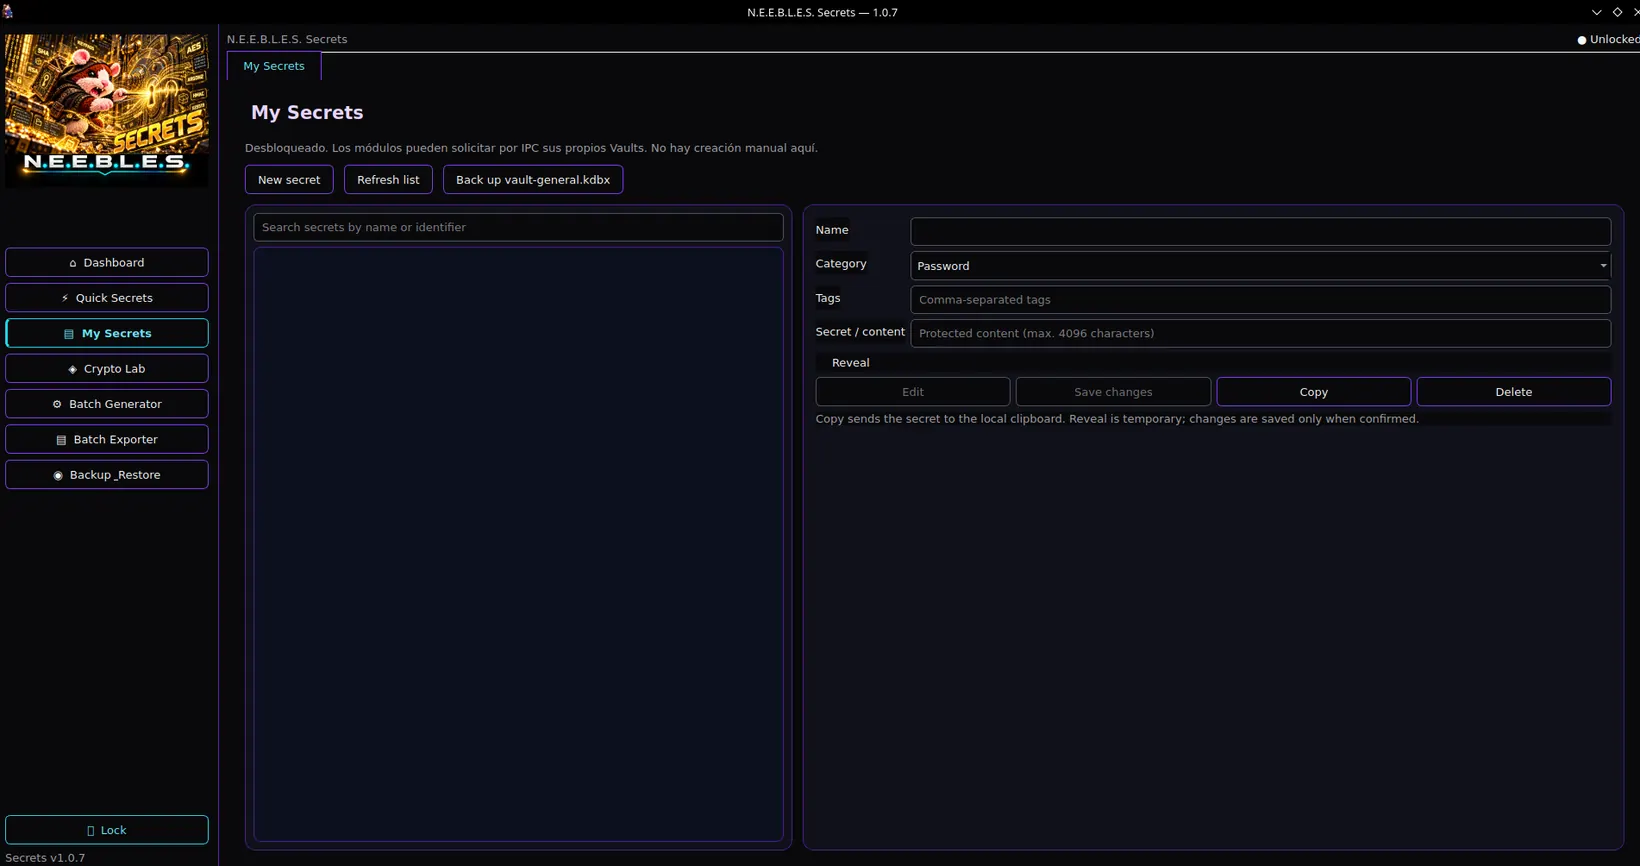 N.E.E.B.L.E.S. Secrets — 1.0.7
AES
SECRETS
N.E.E.B.L.E.S.
N.E.E.B.L.E.S. Secrets
Unlocked
My Secrets
My Secrets
Desbloqueado. Los módulos pueden solicitar por IPC sus propios Vaults. No hay creación manual aquí.
New secret
Refresh list
Back up vault-general.kdbx
Search secrets by name or identifier
Name
Category
Password
Tags
Comma-separated tags
Secret / content
Protected content (max. 4096 characters)
Reveal
Edit
Save changes
Copy
Delete
Copy sends the secret to the local clipboard. Reveal is temporary; changes are saved only when confirmed.
Dashboard
Quick Secrets
My Secrets
Crypto Lab
Batch Generator
Batch Exporter
Backup _Restore
Lock
Secrets v1.0.7